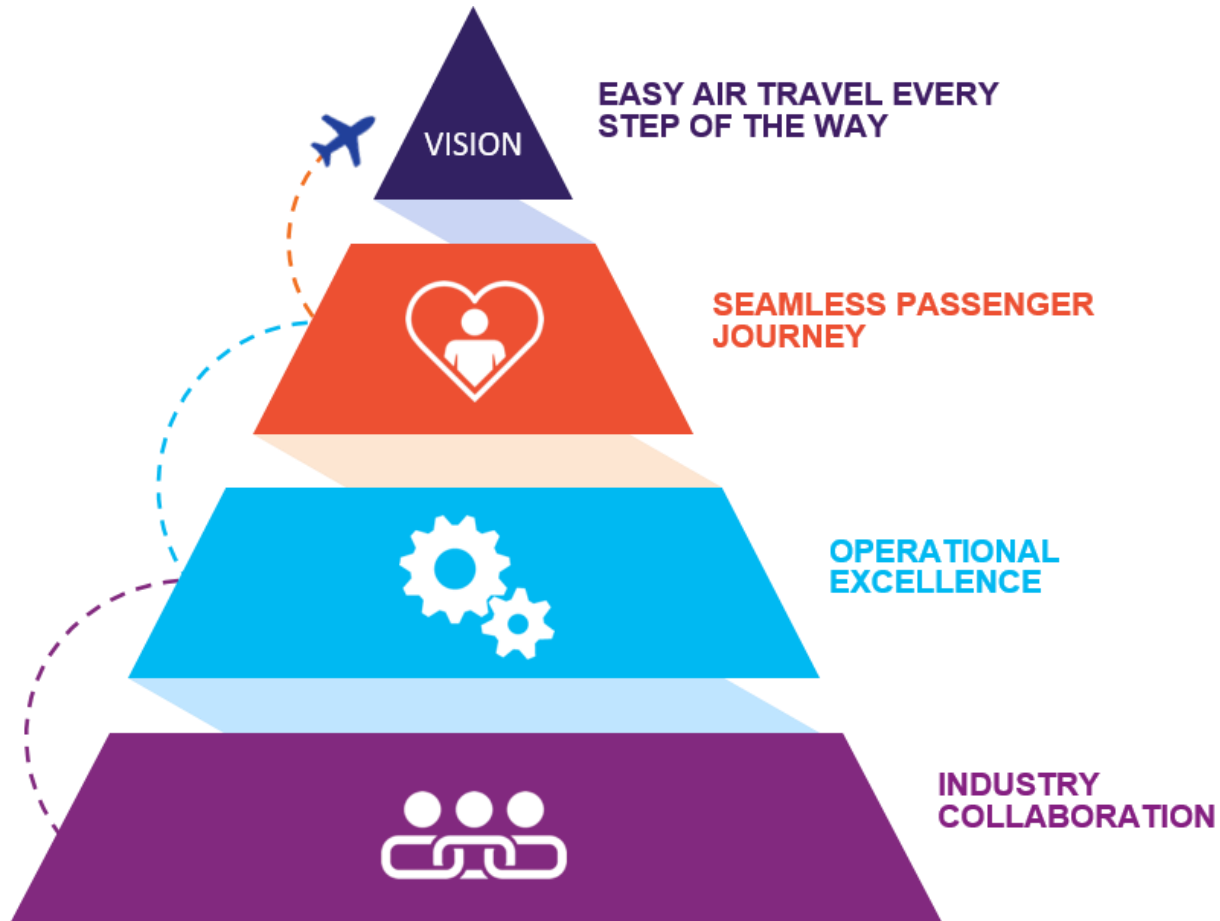 EASY AIR TRAVEL EVERY
STEP OF THE WAY
VISION
SEAMLESS PASSENGER
JOURNEY
OPERATIONAL
EXCELLENCE
INDUSTRY
COLLABORATION